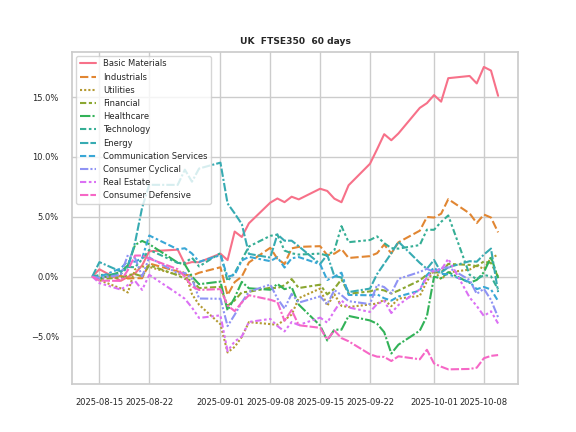 UK  FTSE350  60 days
Basic Materials
Industrials
Utilities
Financial
Healthcare
Technology
Energy
Communication Services
Consumer Cyclical
Real Estate
Consumer Defensive
15.0%
10.0%
5.0%
0.0%
−5.0%
2025-08-15 2025-08-22 2025-09-01 2025-09-08 2025-09-15 2025-09-22 2025-10-01 2025-10-08